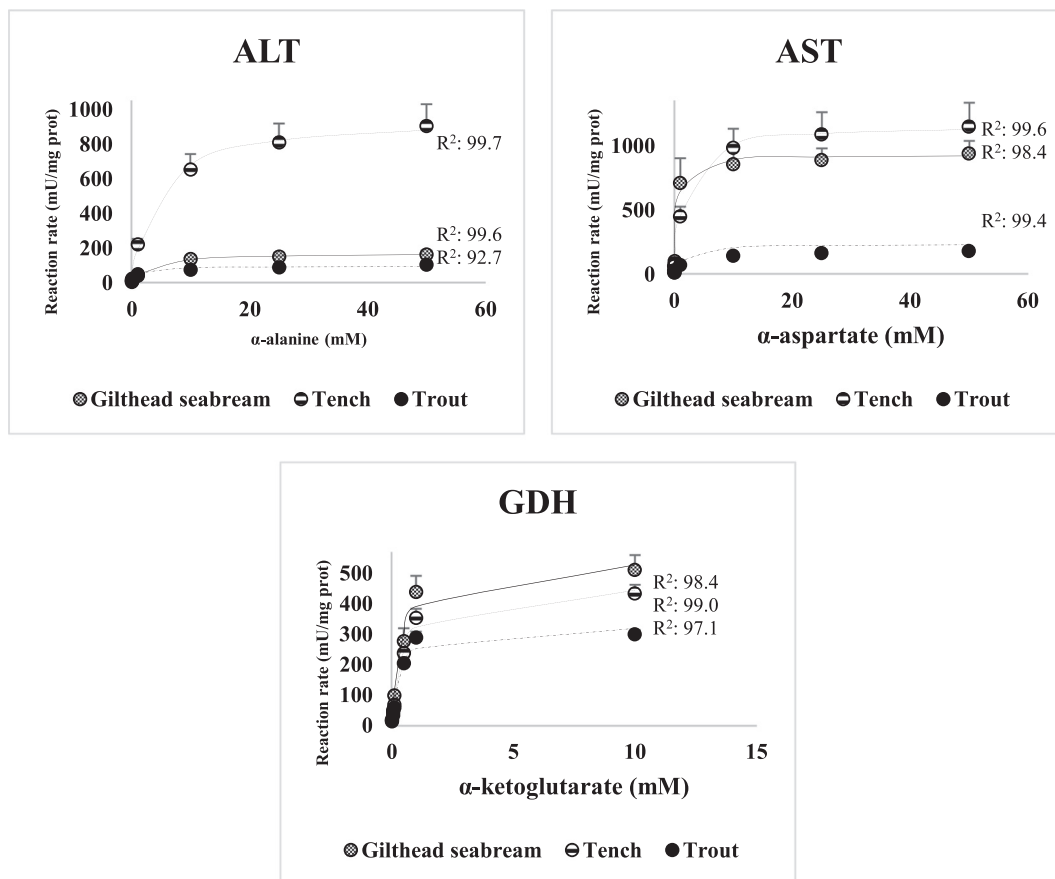 ALT
Reaction rate (mU/mg prot)
1000
800
600
400
200
0
0 20 40 60
R²: 99.7
R²: 99.6
R²: 92.7
α-alanine (mM)
Gilthead seabream Tench Trout
AST
Reaction rate (mU/mg prot)
1000
500
0
0 20 40 60
R²: 99.6
R²: 98.4
R²: 99.4
α-aspartate (mM)
Gilthead seabream Tench Trout
GDH
Reaction rate (mU/mg prot)
500
400
300
200
100
0
0 5 10 15
R²: 98.4
R²: 99.0
R²: 97.1
α-ketoglutarate (mM)
Gilthead seabream Tench Trout